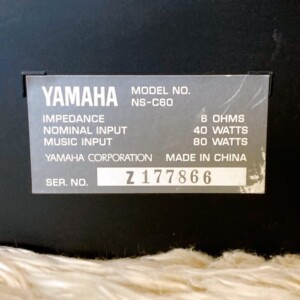 YAMAHA MODEL NO. NS-C60
IMPEDANCE 6 OHMS
NOMINAL INPUT 40 WATTS
MUSIC INPUT 80 WATTS
YAMAHA CORPORATION MADE IN CHINA
SER. NO. Z 177866